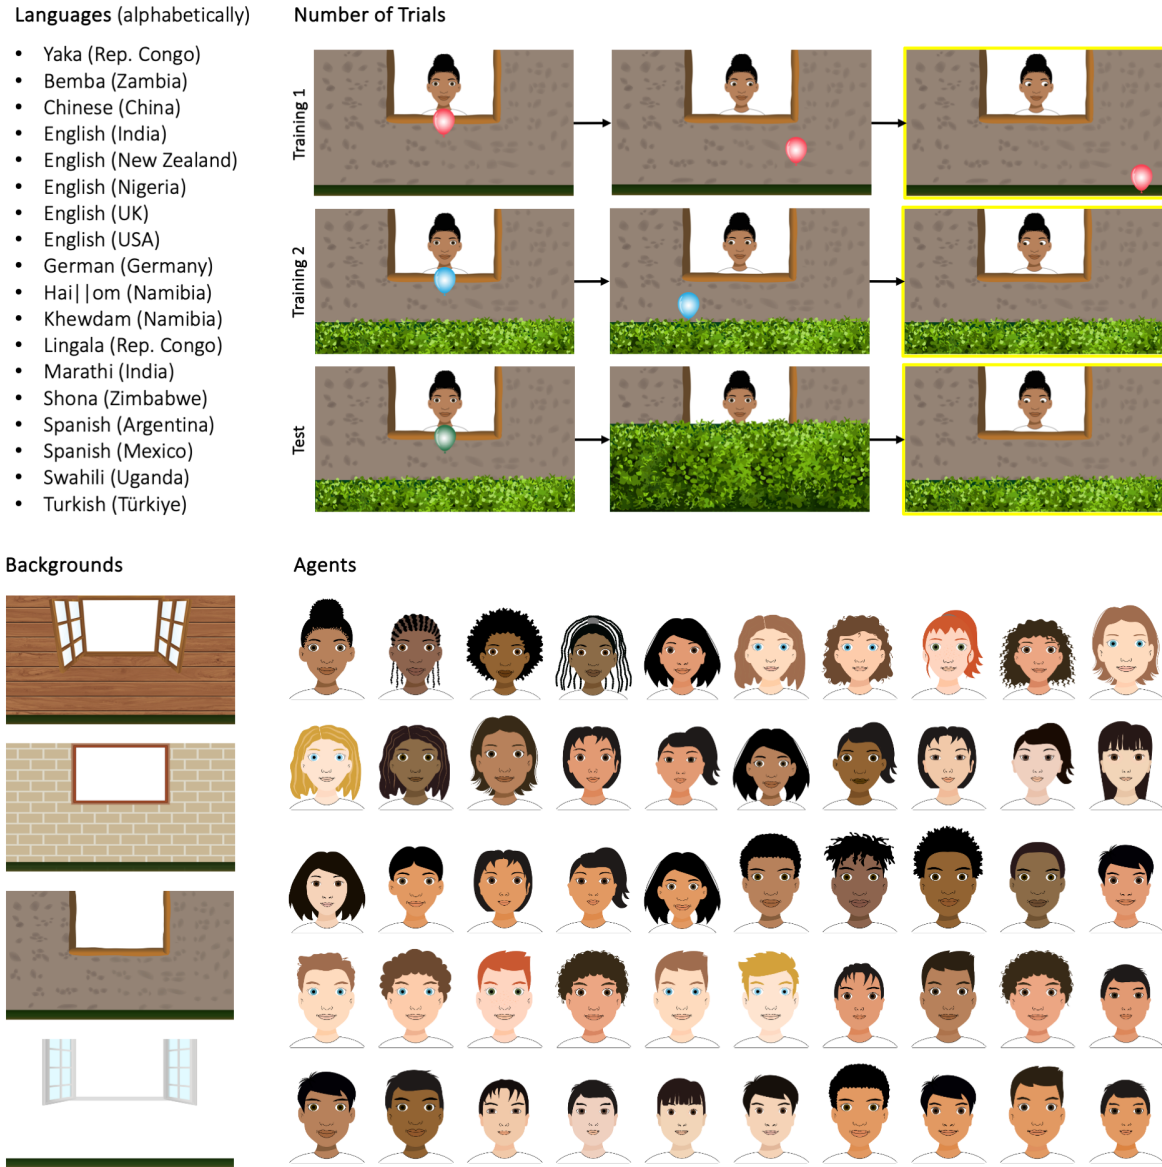 Languages (alphabetically)
• Yaka (Rep. Congo)
• Bemba (Zambia)
• Chinese (China)
• English (India)
• English (New Zealand)
• English (Nigeria)
• English (UK)
• English (USA)
• German (Germany)
• Hai||om (Namibia)
• Khewdam (Namibia)
• Lingala (Rep. Congo)
• Marathi (India)
• Shona (Zimbabwe)
• Spanish (Argentina)
• Spanish (Mexico)
• Swahili (Uganda)
• Turkish (Türkiye)
Number of Trials
Training 1
Training 2
Test
Backgrounds
Agents